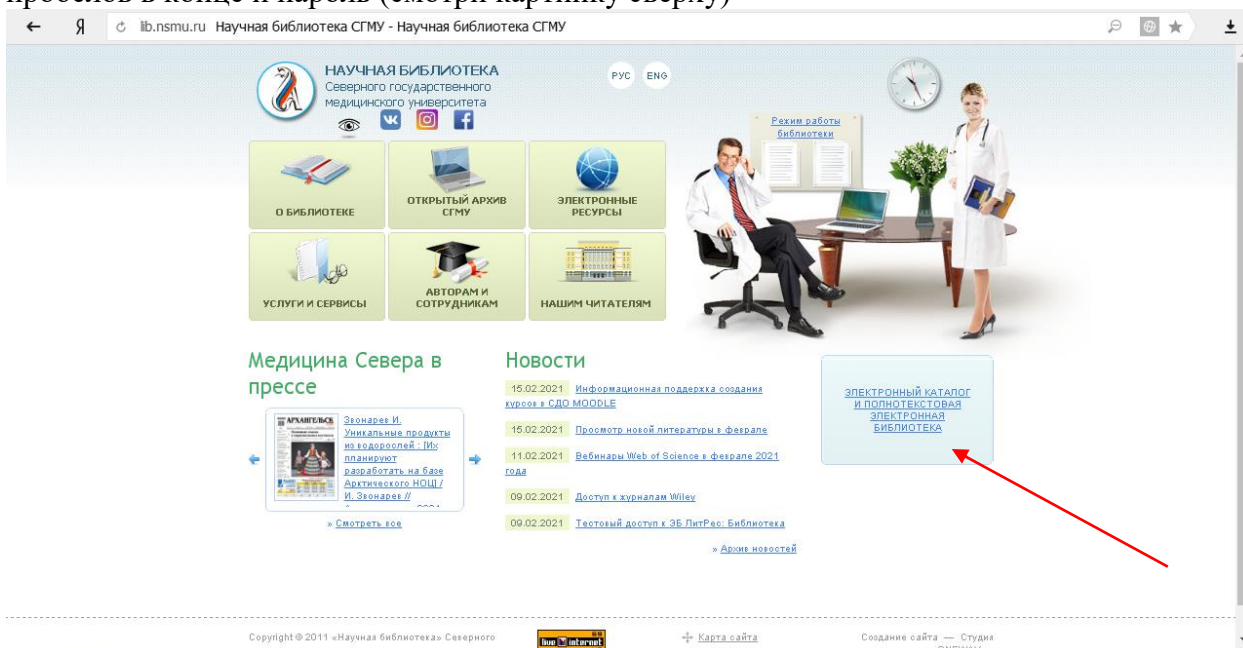 пробелов в конце и пароль (смотри картинку сверху)
lib.nsmu.ru Научная библиотека СГМУ - Научная библиотека СГМУ
НАУЧНАЯ БИБЛИОТЕКА
Северного государственного
медицинского университета
РУС ENG
Режим работы
библиотеки
О БИБЛИОТЕКЕ
ОТКРЫТЫЙ АРХИВ
СГМУ
ЭЛЕКТРОННЫЕ
РЕСУРСЫ
УСЛУГИ И СЕРВИСЫ
АВТОРАМ И
СОТРУДНИКАМ
НАШИМ ЧИТАТЕЛЯМ
Медицина Севера в
прессе
АРХАНГЕЛЬСК
Звонарев И.
Уникальные продукты
из водорослей : [Их
планируют
разработать на базе
Арктического НОЦ] /
И. Звонарев //
» Смотреть все
Новости
15.02.2021 Информационная поддержка создания
курсов в СДО MOODLE
15.02.2021 Просмотр новой литературы в феврале
11.02.2021 Вебинары Web of Science в феврале 2021
года
09.02.2021 Доступ к журналам Wiley
09.02.2021 Тестовый доступ к ЭБ ЛитРес: Библиотека
» Архив новостей
ЭЛЕКТРОННЫЙ КАТАЛОГ
И ПОЛНОТЕКСТОВАЯ
ЭЛЕКТРОННАЯ
БИБЛИОТЕКА
Copyright © 2011 «Научная библиотека» Северного
live internet
Карта сайта
Создание сайта — Студия